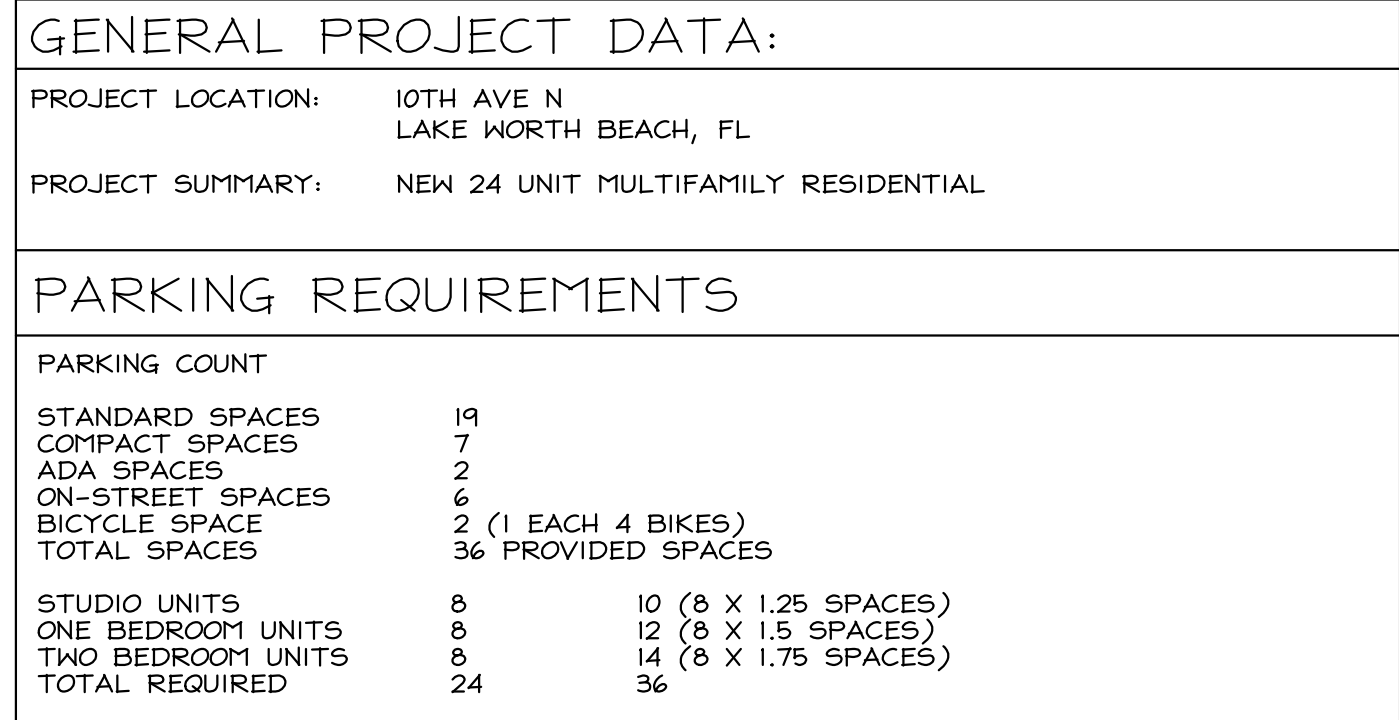 GENERAL PROJECT DATA:
PROJECT LOCATION: 10TH AVE N
LAKE WORTH BEACH, FL
PROJECT SUMMARY: NEW 24 UNIT MULTIFAMILY RESIDENTIAL
PARKING REQUIREMENTS
PARKING COUNT
STANDARD SPACES 19
COMPACT SPACES 7
ADA SPACES 2
ON-STREET SPACES 6
BICYCLE SPACE 2 (1 EACH 4 BIKES)
TOTAL SPACES 36 PROVIDED SPACES
STUDIO UNITS 8 10 (8 X 1.25 SPACES)
ONE BEDROOM UNITS 8 12 (8 X 1.5 SPACES)
TWO BEDROOM UNITS 8 14 (8 X 1.75 SPACES)
TOTAL REQUIRED 24 36